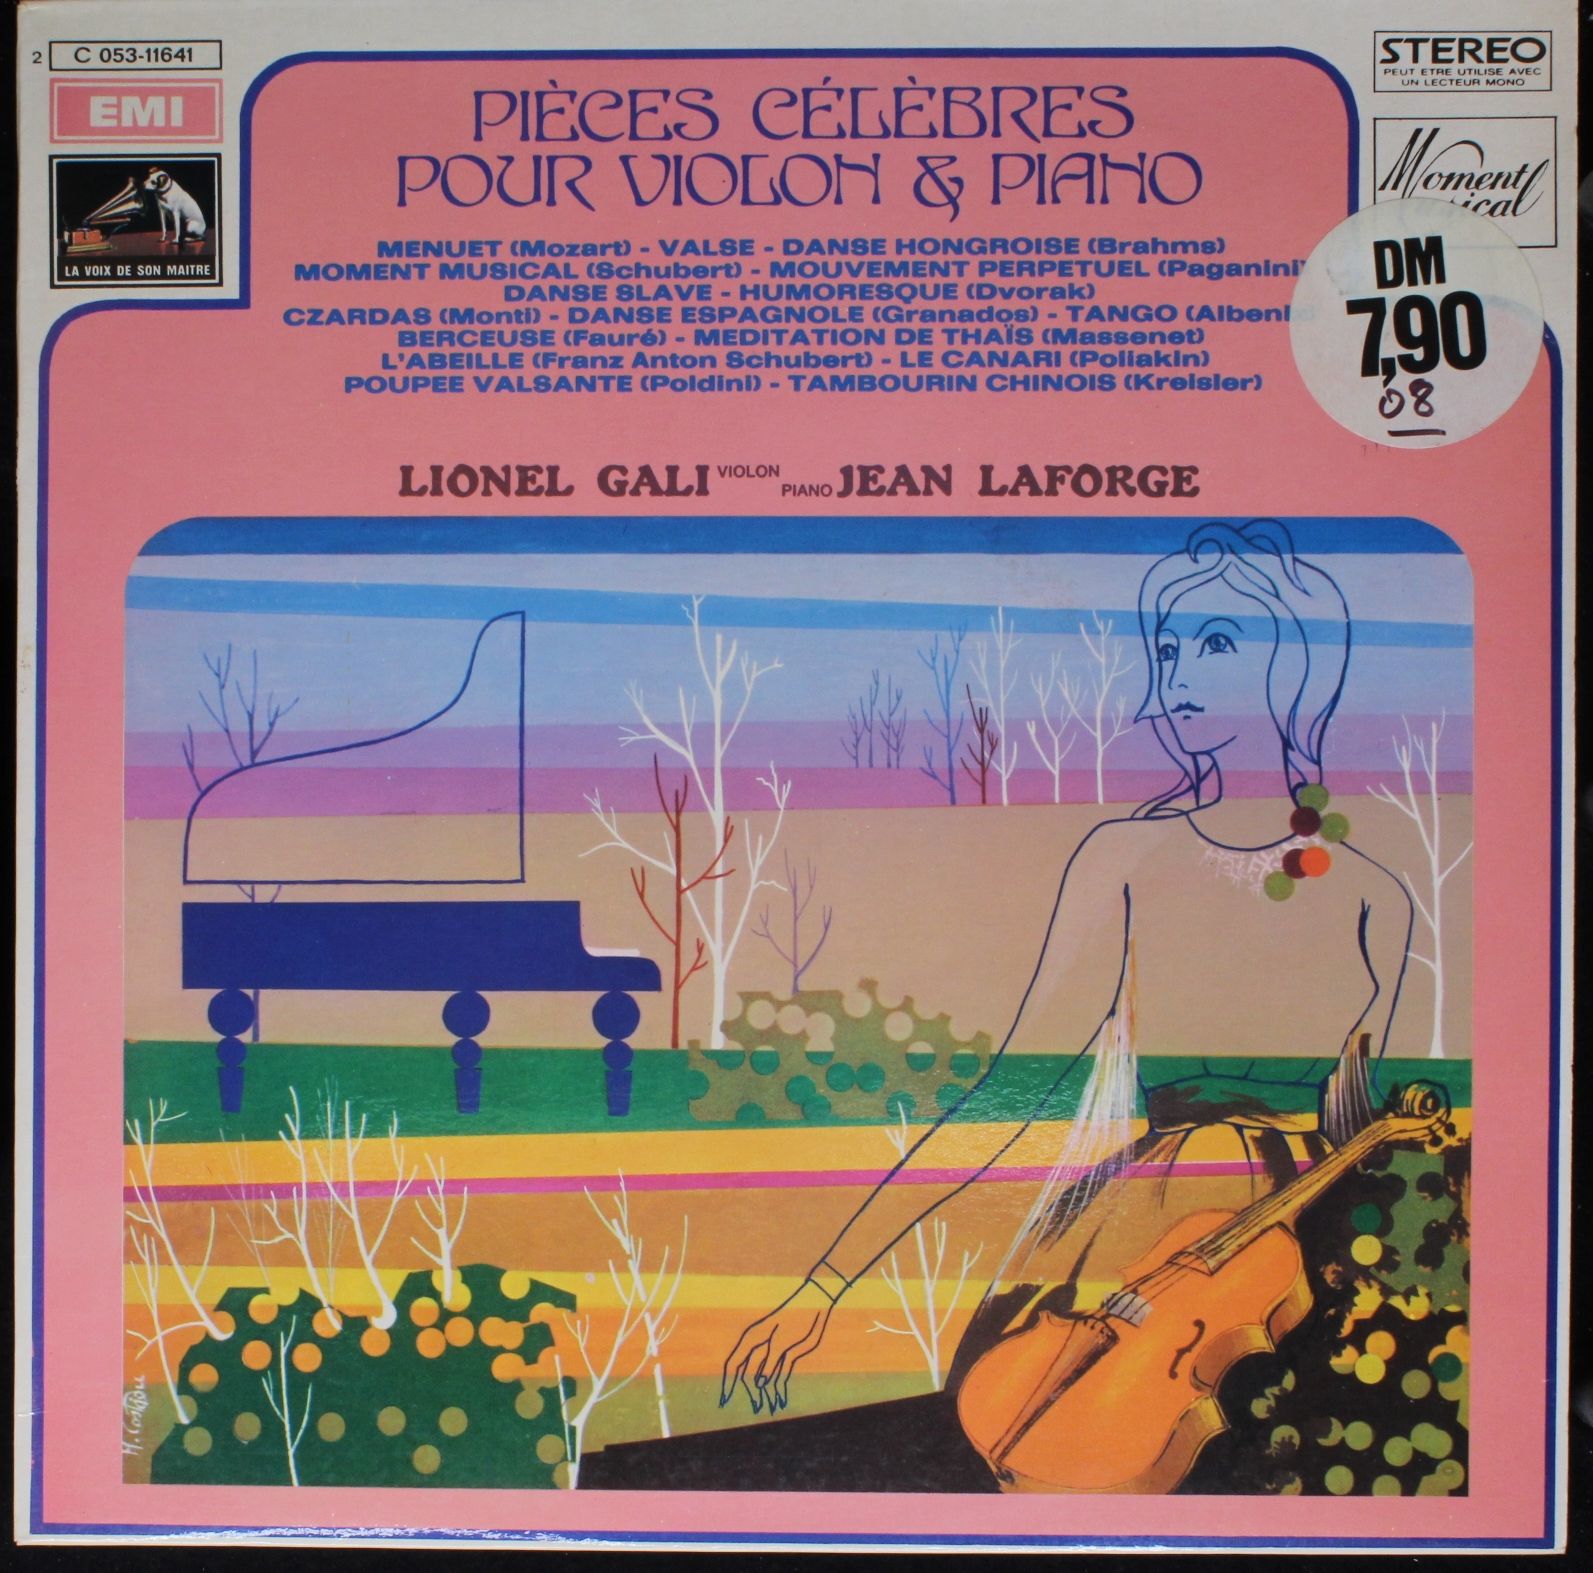 2 C 053-11641
EMI
LA VOIX DE SON MAITRE
STEREO
PEUT ETRE UTILISE AVEC
UN LECTEUR MONO
Moment
PIÈCES CÉLÈBRES
POUR VIOLON & PIANO
MENUET (Mozart) - VALSE - DANSE HONGROISE (Brahms)
MOMENT MUSICAL (Schubert) - MOUVEMENT PERPETUEL (Paganini)
DANSE SLAVE - HUMORESQUE (Dvorak)
CZARDAS (Monti) - DANSE ESPAGNOLE (Granados) - TANGO
BERCEUSE (Fauré) - MEDITATION DE THAÏS (Massenet)
L'ABEILLE (Franz Anton Schubert) - LE CANARI (Poliakin)
POUPEE VALSANTE (Poldini) - TAMBOURIN CHINOIS (Kreisler)
DM
7,90
08
LIONEL GALI VIOLON
PIANO JEAN LAFORGE